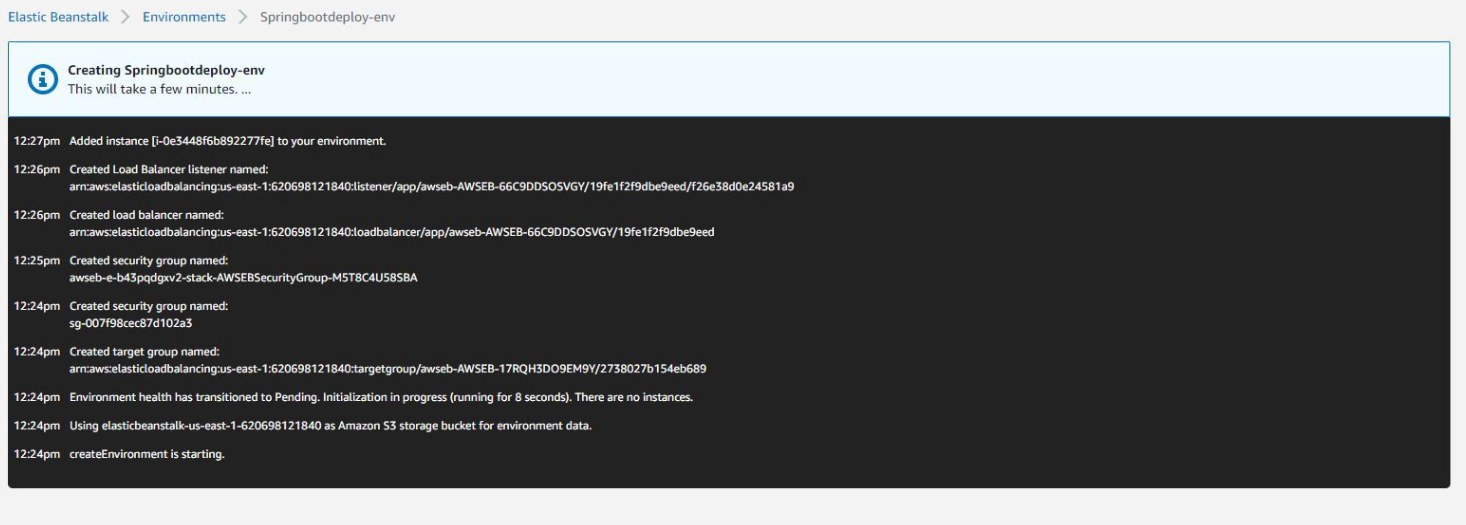 Elastic Beanstalk > Environments > Springbootdeploy-env
Creating Springbootdeploy-env
This will take a few minutes. ...
12:27pm Added instance [i-0e3448f6b892277fe] to your environment.
12:26pm Created Load Balancer listener named:
arn:aws:elasticloadbalancing:us-east-1:620698121840:listener/app/awseb-AWSEB-66C9DDSOSVGY/19fe1f2f9dbe9eed/f26e38d0e24581a9
12:26pm Created load balancer named:
arn:aws:elasticloadbalancing:us-east-1:620698121840:loadbalancer/app/awseb-AWSEB-66C9DDSOSVGY/19fe1f2f9dbe9eed
12:25pm Created security group named:
awseb-e-b43pqdgxv2-stack-AWSEBSecurityGroup-M5T8C4U58SBA
12:24pm Created security group named:
sg-007f98cec87d102a3
12:24pm Created target group named:
arn:aws:elasticloadbalancing:us-east-1:620698121840:targetgroup/awseb-AWSEB-17RQH3DO9EM9Y/2738027b154eb689
12:24pm Environment health has transitioned to Pending. Initialization in progress (running for 8 seconds). There are no instances.
12:24pm Using elasticbeanstalk-us-east-1-620698121840 as Amazon S3 storage bucket for environment data.
12:24pm createEnvironment is starting.